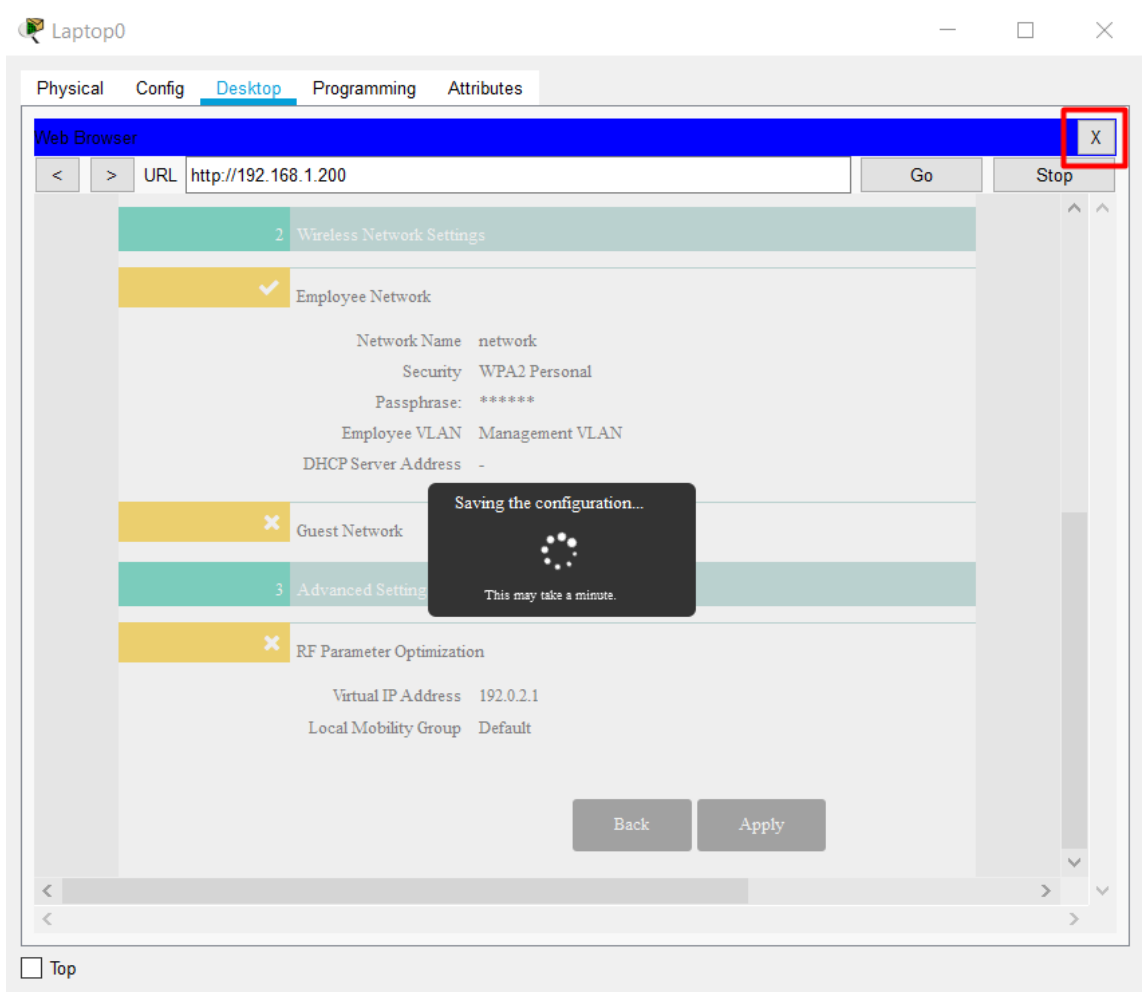 Laptop0
Physical Config Desktop Programming Attributes
Web Browser
X
< > URL http://192.168.1.200 Go Stop
2 Wireless Network Settings
Employee Network
Network Name network
Security WPA2 Personal
Passphrase: ******
Employee VLAN Management VLAN
DHCP Server Address -
Saving the configuration...
Guest Network
3 Advanced Setting
This may take a minute.
RF Parameter Optimization
Virtual IP Address 192.0.2.1
Local Mobility Group Default
Back Apply
Top